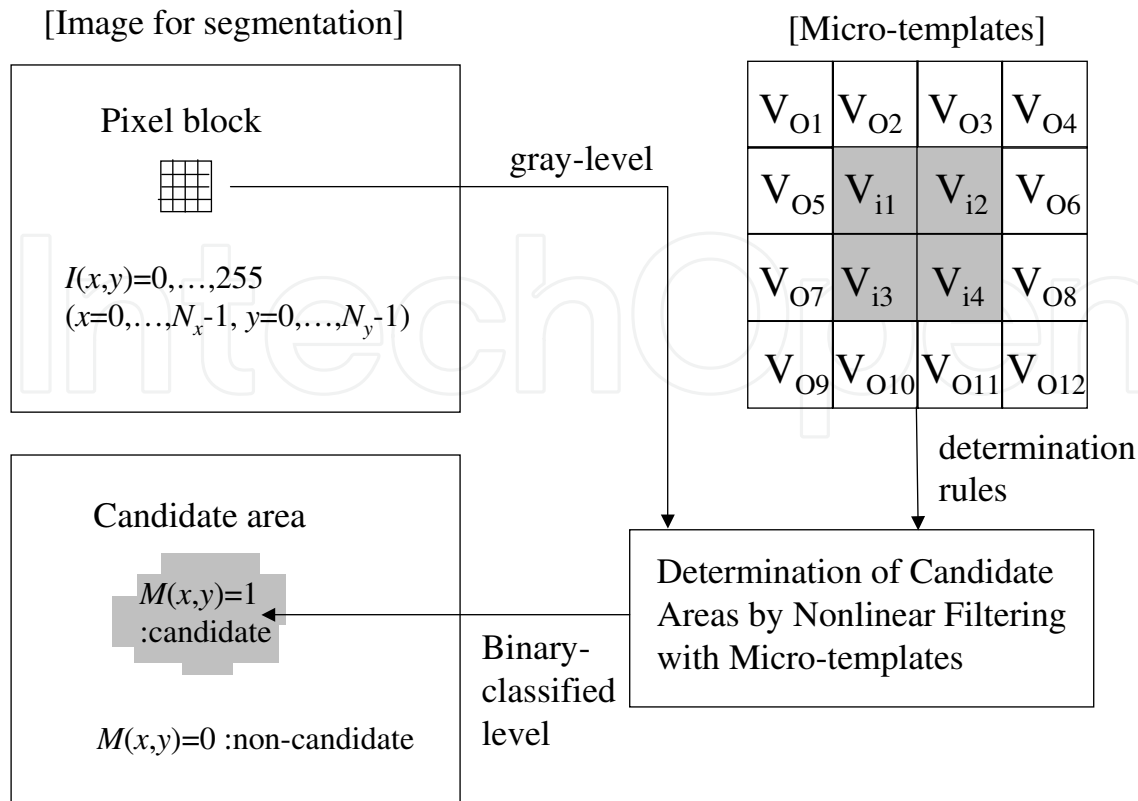 [Image for segmentation]
Pixel block
I(x,y)=0,…,255
(x=0,…,Nx-1, y=0,…,Ny-1)
gray-level
[Micro-templates]
VO1 VO2 VO3 VO4
VO5 Vi1 Vi2 VO6
VO7 Vi3 Vi4 VO8
VO9 VO10 VO11 VO12
determination
rules
Determination of Candidate
Areas by Nonlinear Filtering
with Micro-templates
Binary-
classified
level
Candidate area
M(x,y)=1
:candidate
M(x,y)=0 :non-candidate
IntechOpen